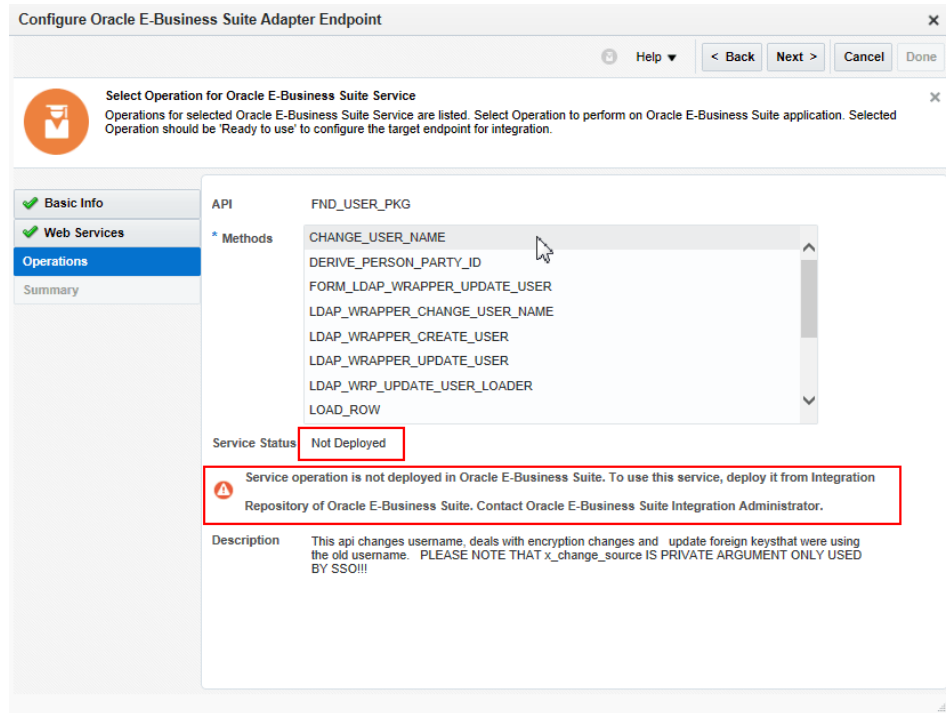 Configure Oracle E-Business Suite Adapter Endpoint
Help
< Back
Next >
Cancel
Done
Select Operation for Oracle E-Business Suite Service
Operations for selected Oracle E-Business Suite Service are listed. Select Operation to perform on Oracle E-Business Suite application. Selected
Operation should be 'Ready to use' to configure the target endpoint for integration.
Basic Info
Web Services
Operations
Summary
API FND_USER_PKG
* Methods
CHANGE_USER_NAME
DERIVE_PERSON_PARTY_ID
FORM_LDAP_WRAPPER_UPDATE_USER
LDAP_WRAPPER_CHANGE_USER_NAME
LDAP_WRAPPER_CREATE_USER
LDAP_WRAPPER_UPDATE_USER
LDAP_WRP_UPDATE_USER_LOADER
LOAD_ROW
Service Status Not Deployed
Service operation is not deployed in Oracle E-Business Suite. To use this service, deploy it from Integration
Repository of Oracle E-Business Suite. Contact Oracle E-Business Suite Integration Administrator.
Description
This api changes username, deals with encryption changes and update foreign keysthat were using
the old username. PLEASE NOTE THAT x_change_source IS PRIVATE ARGUMENT ONLY USED
BY SSO!!!